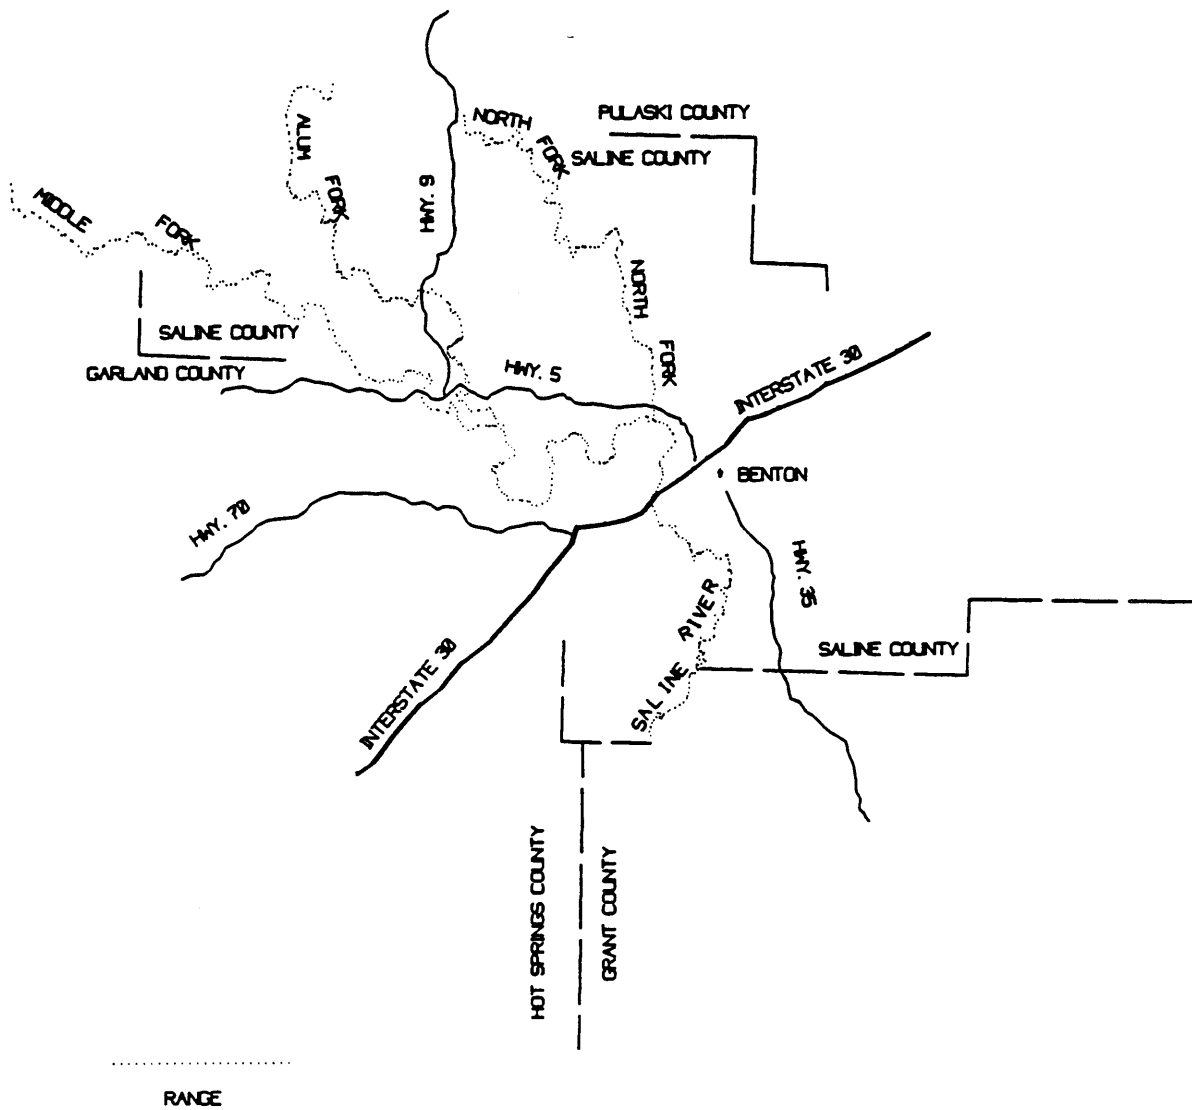 NORTH FORK
PULASKI COUNTY
SALINE COUNTY
ALUM FORK
HWY. 9
MIDDLE FORK
NORTH FORK
SALINE COUNTY
GARLAND COUNTY
HWY. 5
INTERSTATE 30
BENTON
HWY. 70
HWY. 35
SALINE RIVER
SALINE COUNTY
INTERSTATE 30
HOT SPRINGS COUNTY
GRANT COUNTY
RANGE